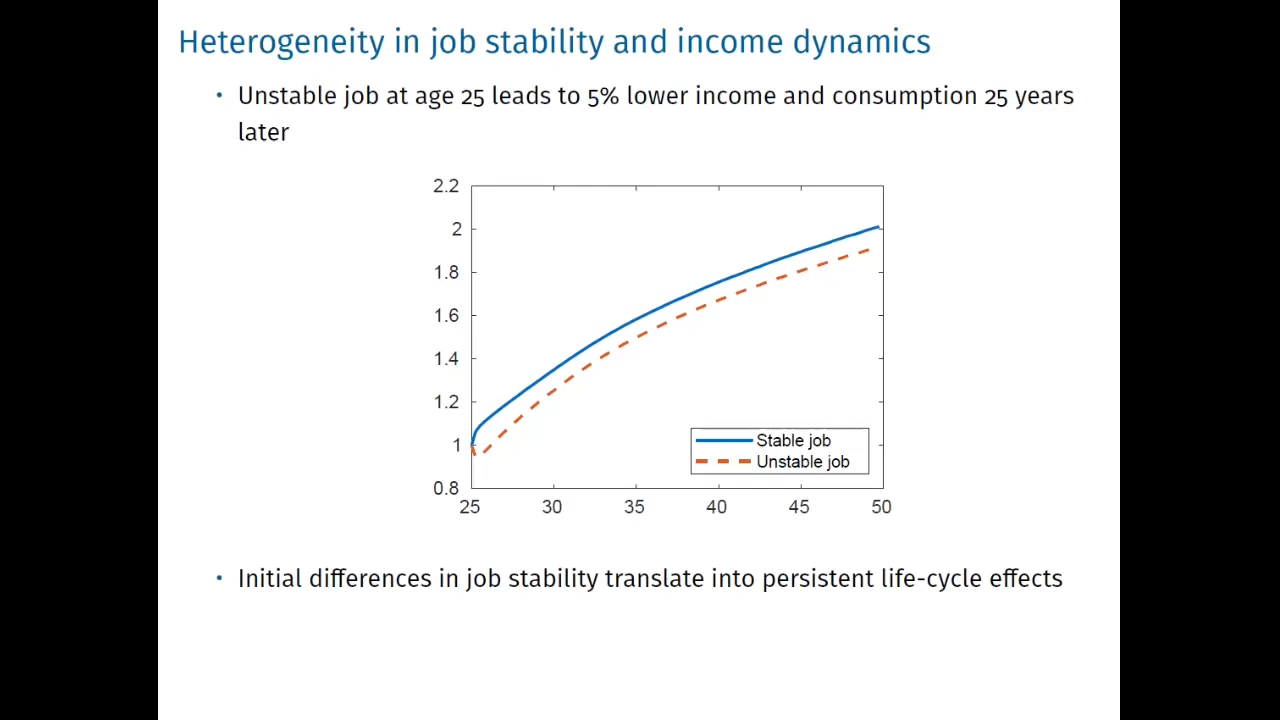 Heterogeneity in job stability and income dynamics
• Unstable job at age 25 leads to 5% lower income and consumption 25 years
later
2.2
2
1.8
1.6
1.4
1.2
1
0.8
Stable job
Unstable job
25 30 35 40 45 50
• Initial differences in job stability translate into persistent life-cycle effects